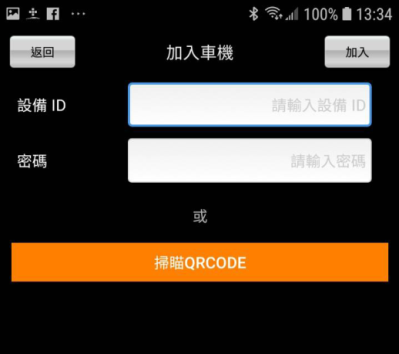 100% 13:34
返回 加入車機 加入
設備 ID 請輸入設備 ID
密碼 請輸入密碼
或
掃瞄QRCODE